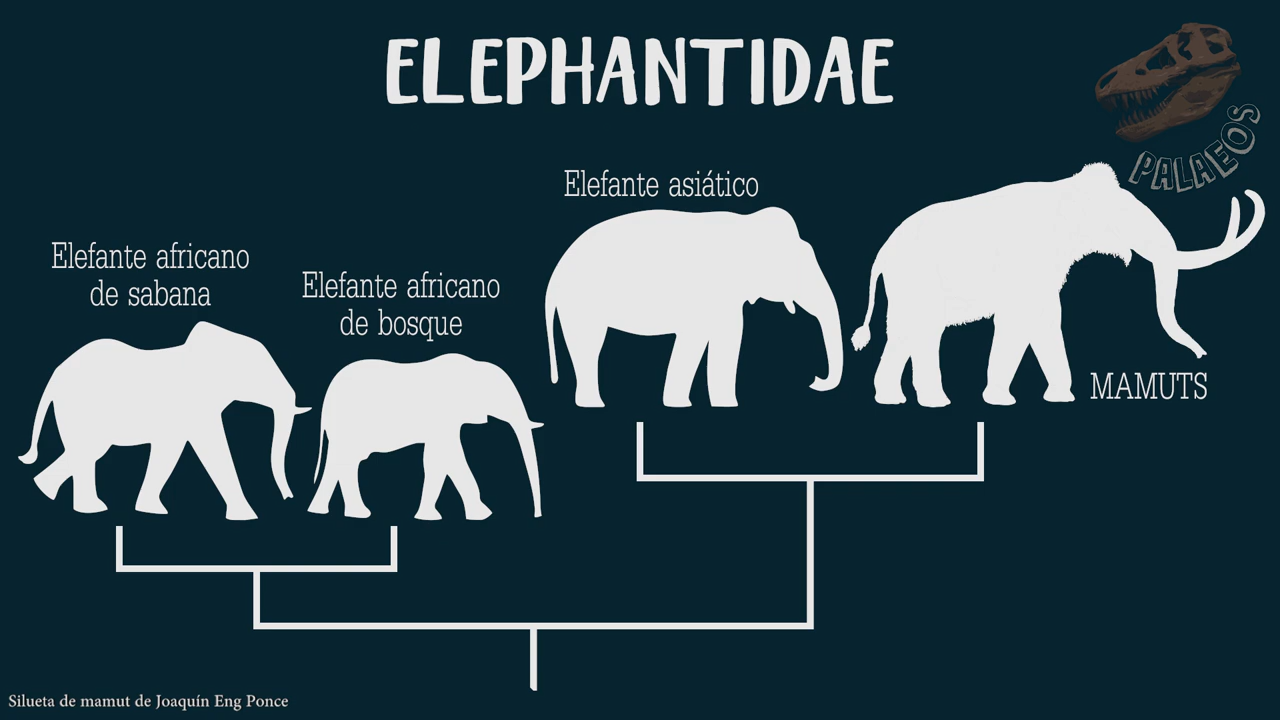 ELEPHANTIDAE
PALAEOS
Elefante asiático
Elefante africano
de sabana
Elefante africano
de bosque
MAMUTS
Silueta de mamut de Joaquín Eng Ponce